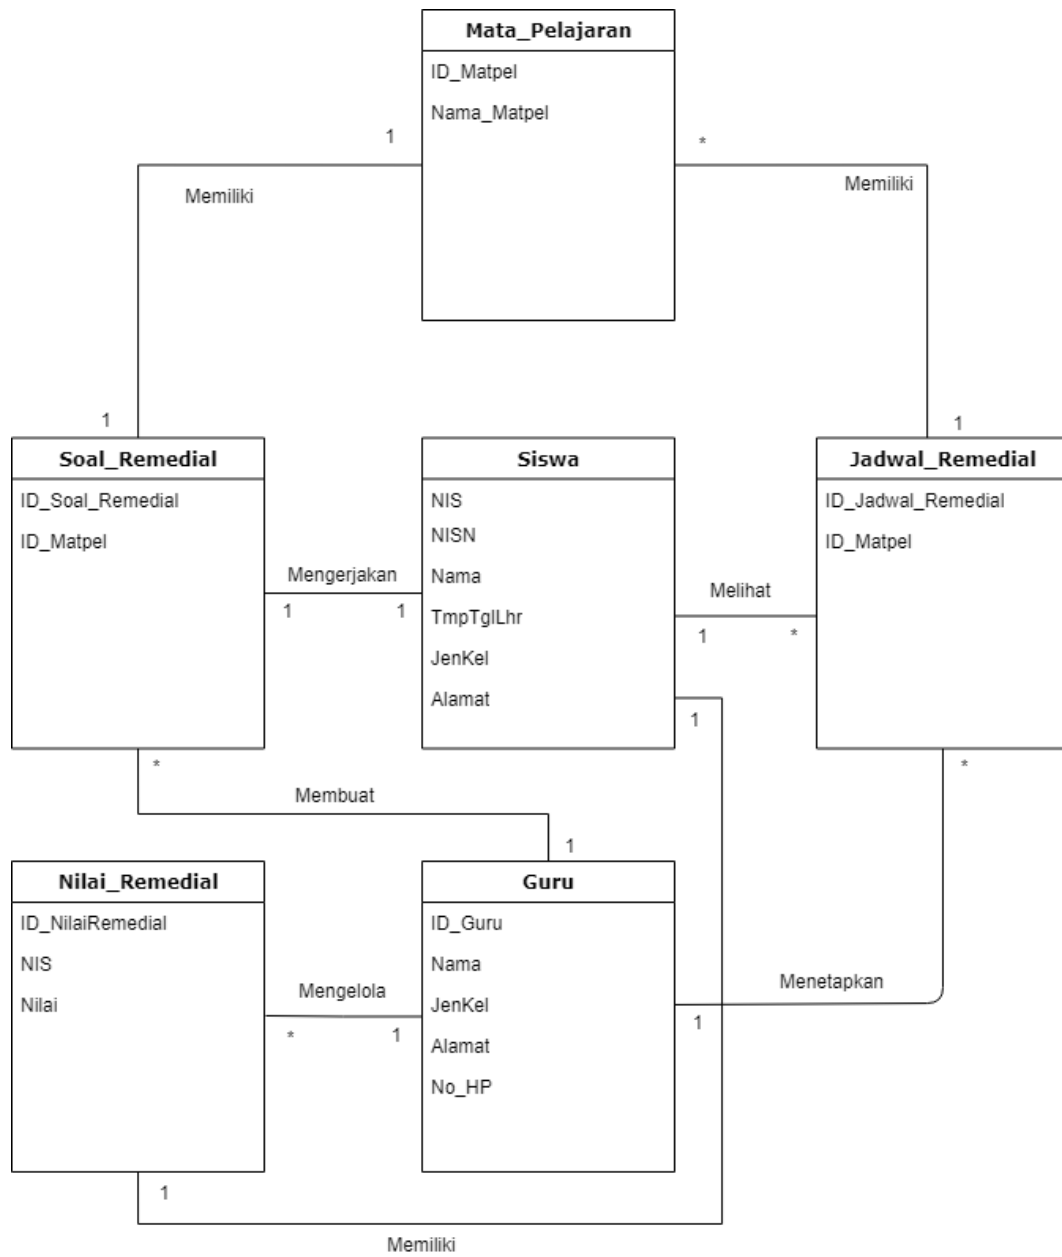 Mata_Pelajaran
ID_Matpel
Nama_Matpel
1
*
Memiliki
Memiliki
1
1
Soal_Remedial
ID_Soal_Remedial
ID_Matpel
Siswa
NIS
NISN
Nama
TmpTglLhr
JenKel
Alamat
Jadwal_Remedial
ID_Jadwal_Remedial
ID_Matpel
Mengerjakan
1
1
Melihat
1
*
1
*
*
Membuat
1
Nilai_Remedial
ID_NilaiRemedial
NIS
Nilai
Guru
ID_Guru
Nama
JenKel
Alamat
No_HP
Mengelola
*
1
Menetapkan
1
1
Memiliki